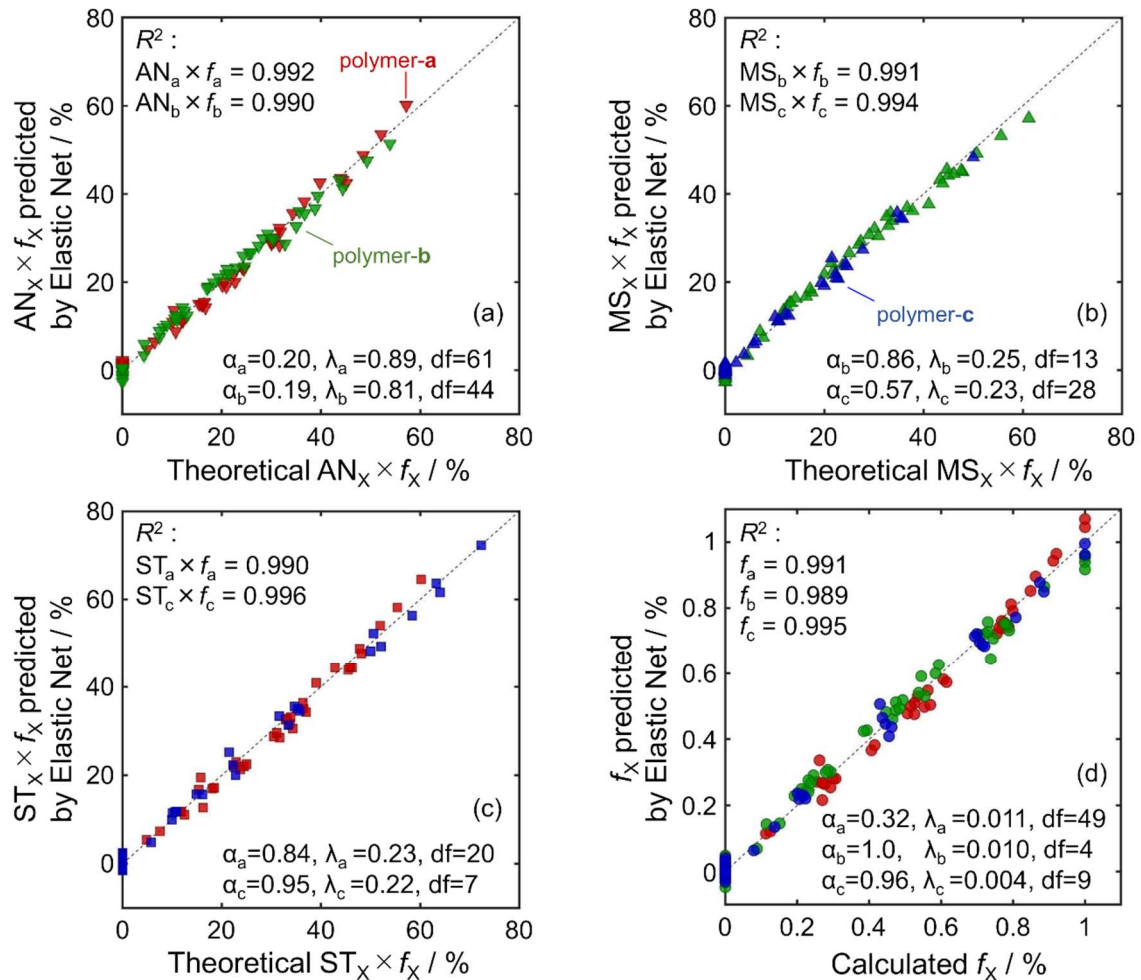 80
60
40
20
0
0
20
40
60
80
R² :
ANa × fa = 0.992
ANb × fb = 0.990
polymer-a
polymer-b
(a)
αa=0.20, λa=0.89, df=61
αb=0.19, λb=0.81, df=44
ANX × fX predicted
by Elastic Net / %
Theoretical ANX × fX / %
80
60
40
20
0
0
20
40
60
80
R² :
MSb × fb = 0.991
MSc × fc = 0.994
polymer-c
(b)
αb=0.86, λb=0.25, df=13
αc=0.57, λc=0.23, df=28
MSX × fX predicted
by Elastic Net / %
Theoretical MSX × fX / %
80
60
40
20
0
0
20
40
60
80
R² :
STa × fa = 0.990
STc × fc = 0.996
(c)
αa=0.84, λa=0.23, df=20
αc=0.95, λc=0.22, df=7
STX × fX predicted
by Elastic Net / %
Theoretical STX × fX / %
1
0.8
0.6
0.4
0.2
0
0
0.2
0.4
0.6
0.8
1
R² :
fa = 0.991
fb = 0.989
fc = 0.995
(d)
αa=0.32, λa=0.011, df=49
αb=1.0, λb=0.010, df=4
αc=0.96, λc=0.004, df=9
fX predicted
by Elastic Net / %
Calculated fX / %